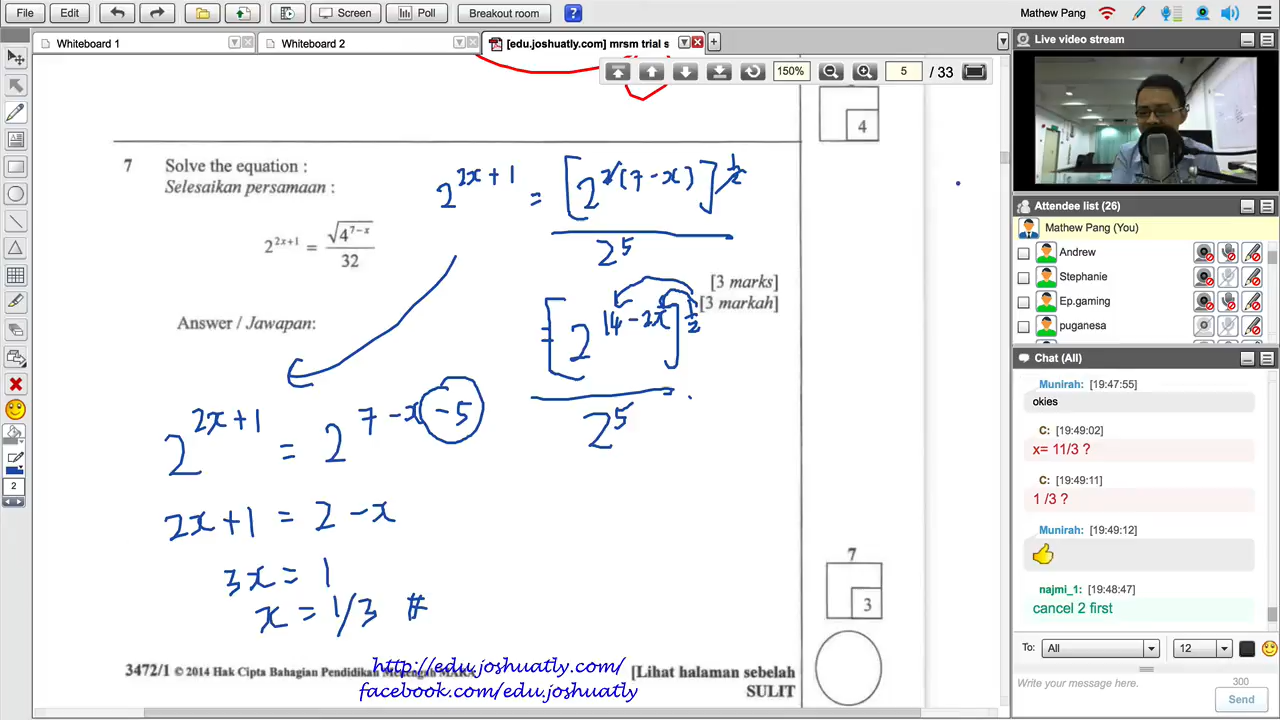 File Edit Screen Poll Breakout room ? Mathew Pang
Whiteboard 1 Whiteboard 2 [edu.joshuatly.com] mrsm trial s
150% 5 / 33
4
7 Solve the equation :
Selesaikan persamaan :
2^{2x+1} = √4^{7−x} / 32
[3 marks]
[3 markah]
Answer / Jawapan:
2^{2x+1} = [2^{2(7−x)}]^{1/2} / 2^5
= [2^{14−2x}]^{1/2} / 2^5
2^{2x+1} = 2^{7−x−5}
2x+1 = 2−x
3x = 1
x = 1/3 #
7
3
3472/1 © 2014 Hak Cipta Bahagian Pendidikan Menengah MARA
http://edu.joshuatly.com/
facebook.com/edu.joshuatly
[Lihat halaman sebelah
SULIT
2
Live video stream
Attendee list (26)
Mathew Pang (You)
Andrew
Stephanie
Ep.gaming
puganesa
Chat (All)
Munirah: [19:47:55]
okies
C: [19:49:02]
x= 11/3 ?
C: [19:49:11]
1 /3 ?
Munirah: [19:49:12]
najmi_1: [19:48:47]
cancel 2 first
To: All 12
Write your message here... 300
Send